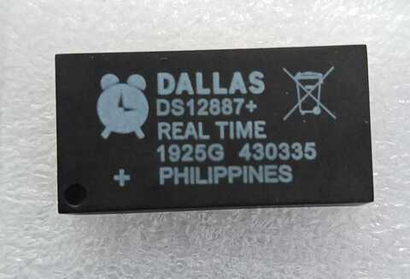 DALLAS
DS12887+
REAL TIME
1925G 430335
+ PHILIPPINES